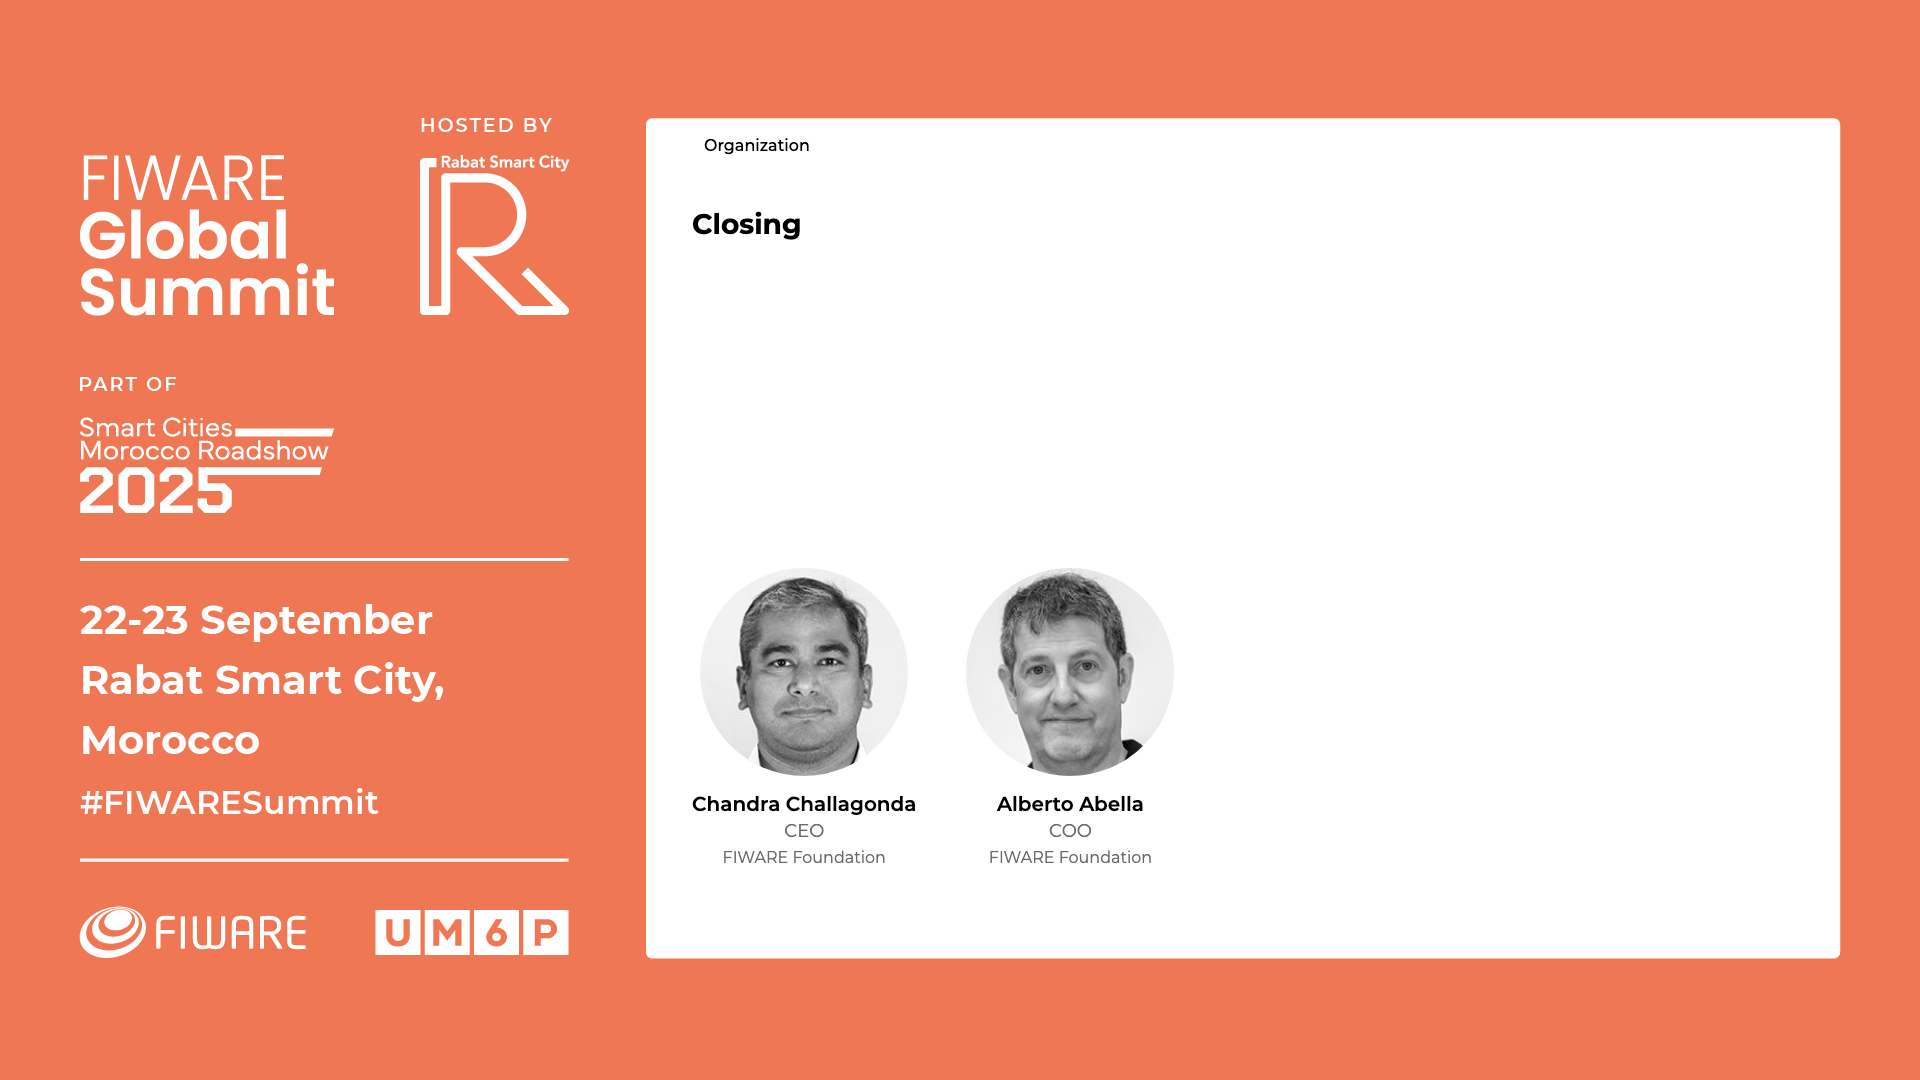 HOSTED BY
FIWARE
Global
Summit
Rabat Smart City
R
PART OF
Smart Cities
Morocco Roadshow
2025
22-23 September
Rabat Smart City,
Morocco
#FIWARESummit
FIWARE
UM6P
Organization
Closing
Chandra Challagonda
CEO
FIWARE Foundation
Alberto Abella
COO
FIWARE Foundation